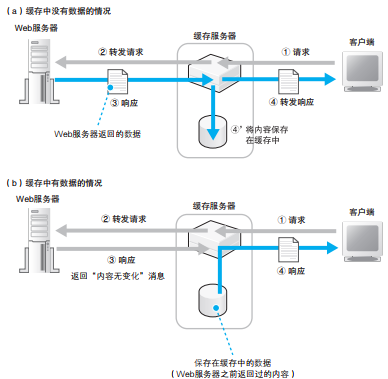 (a)缓存中没有数据的情况
Web服务器
缓存服务器
客户端
② 转发请求
① 请求
③ 响应
④ 转发响应
Web服务器返回的数据
④’ 将内容保存
在缓存中
(b)缓存中有数据的情况
Web服务器
缓存服务器
客户端
② 转发请求
① 请求
③ 响应
④ 响应
返回“内容无变化”消息
保存在缓存中的数据
(Web服务器之前返回过的内容)